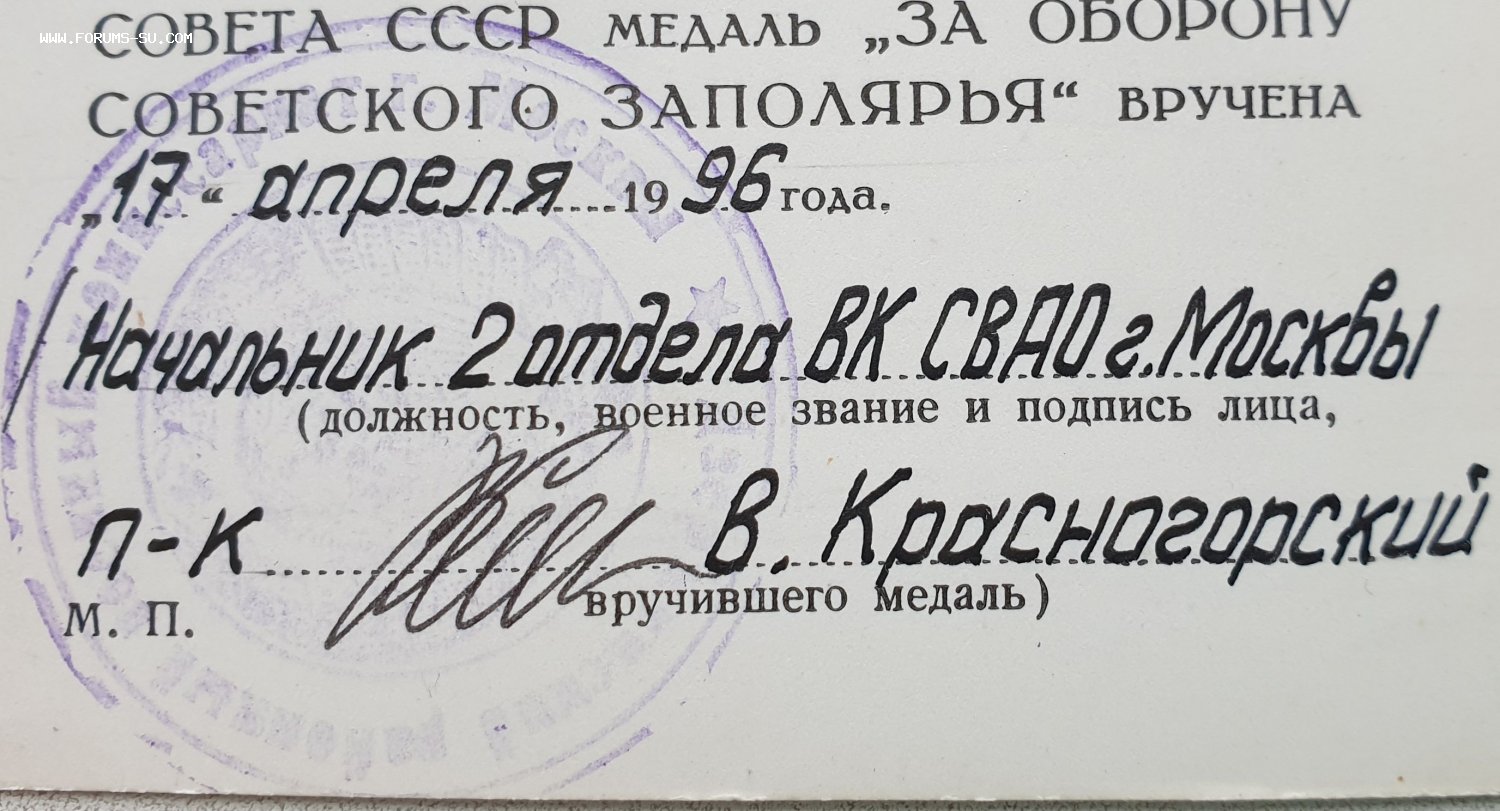 WWW.FORUMS-SU.COM
СОВЕТА СССР МЕДАЛЬ „ЗА ОБОРОНУ
СОВЕТСКОГО ЗАПОЛЯРЬЯ“ ВРУЧЕНА
„17“ апреля 1996 года.
Начальник 2 отдела ВК СВАО г. Москвы
(должность, военное звание и подпись лица,
п-к В. Красногорский
вручившего медаль)
М. П.